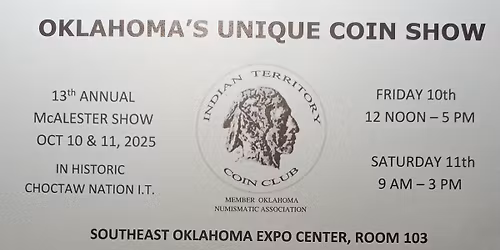 OKLAHOMA'S UNIQUE COIN SHOW
13th ANNUAL
McALESTER SHOW
OCT 10 & 11, 2025
IN HISTORIC
CHOCTAW NATION I.T.
INDIAN TERRITORY
COIN CLUB
MEMBER OKLAHOMA
NUMISMATIC ASSOCIATION
FRIDAY 10th
12 NOON – 5 PM
SATURDAY 11th
9 AM – 3 PM
SOUTHEAST OKLAHOMA EXPO CENTER, ROOM 103